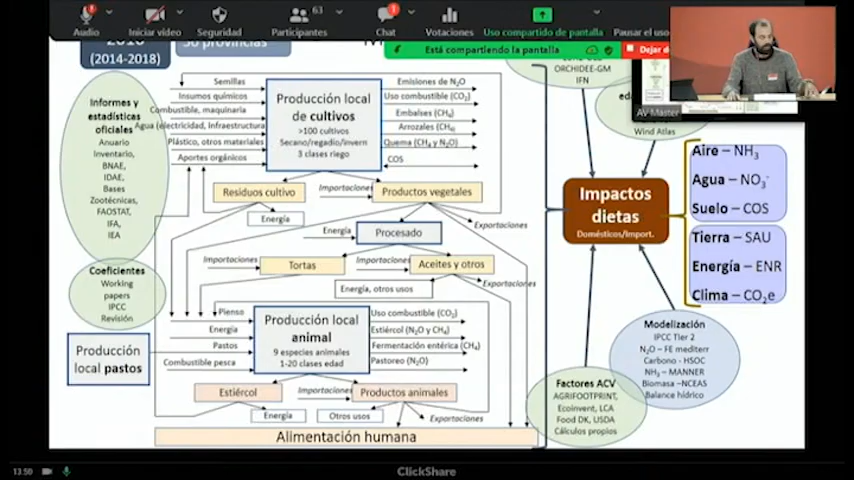 Audio
Iniciar vídeo
Seguridad
63
Participantes
1
Chat
Votaciones
Uso compartido de pantalla
Pausar el uso
Está compartiendo la pantalla
Dejar de
AV Master
50 provincias
(2014-2018)
Informes y
estadísticas
oficiales
Anuario
Inventario,
BNAE,
IDAE,
Bases
Zootécnicas,
FAOSTAT,
IFA,
IEA
Coeficientes
Working
papers
IPCC
Revisión
Producción
local pastos
Semillas
Insumos químicos
Combustible, maquinaria
Agua (electricidad, Infraestructura
Plástico, otros materiales
Aportes orgánicos
Producción local
de cultivos
>100 cultivos
Secano/regadío/invern
3 clases riego
Emisiones de N₂O
Uso combustible (CO₂)
Embalses (CH₄)
Arrozales (CH₄)
Quema (CH₄ y N₂O)
COS
Residuos cultivo
Importaciones
Productos vegetales
Energía
Exportaciones
Energía
Procesado
Importaciones
Tortas
Importaciones
Aceites y otros
Exportaciones
Energía, otros usos
Pienso
Energía
Pastos
Combustible pesca
Producción local
animal
9 especies animales
1-20 clases edad
Uso combustible (CO₂)
Estiércol (N₂O y CH₄)
Fermentación entérica (CH₄)
Pastoreo (N₂O)
Estiércol
Importaciones
Productos animales
Energía
Otros usos
Exportaciones
Alimentación humana
ORCHIDEE-GM
IFN
Wind Atlas
Impactos
dietas
Domésticos/Import.
Aire – NH₃
Agua – NO₃⁻
Suelo – COS
Tierra – SAU
Energía – ENR
Clima – CO₂e
Modelización
IPCC Tier 2
N₂O – FE mediterr
Carbono - HSOC
NH₃ – MANNER
Biomasa –NCEAS
Balance hídrico
Factores ACV
AGRIFOOTPRINT,
Ecoinvent, LCA
Food DK, USDA
Cálculos propios
13:50
ClickShare